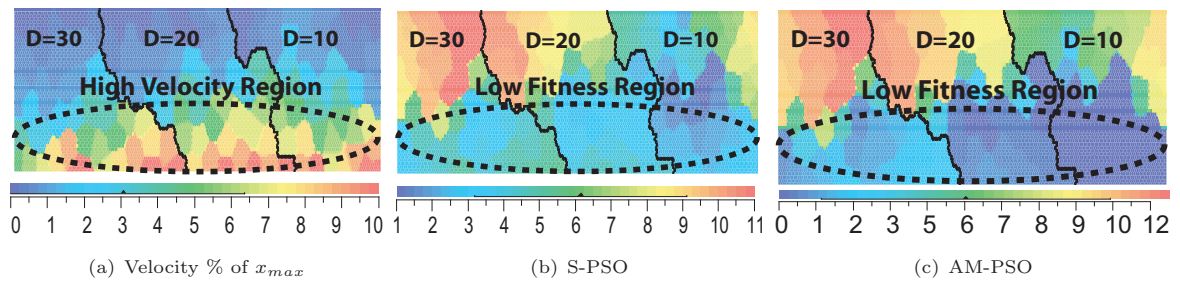 D=30 D=20 D=10
High Velocity Region
0 1 2 3 4 5 6 7 8 9 10
(a) Velocity % of x_max
D=30 D=20 D=10
Low Fitness Region
1 2 3 4 5 6 7 8 9 10 11
(b) S-PSO
D=30 D=20 D=10
Low Fitness Region
0 1 2 3 4 5 6 7 8 9 10 12
(c) AM-PSO